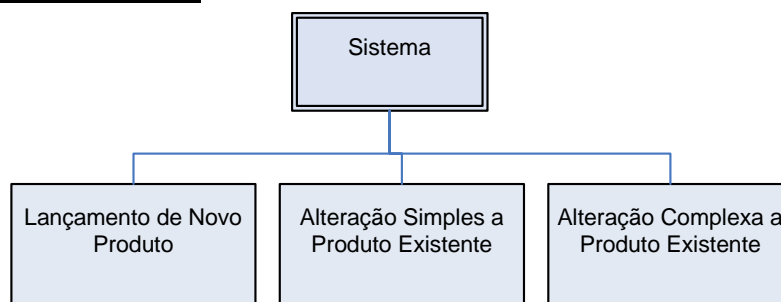 Sistema
Lançamento de Novo
Produto
Alteração Simples a
Produto Existente
Alteração Complexa a
Produto Existente